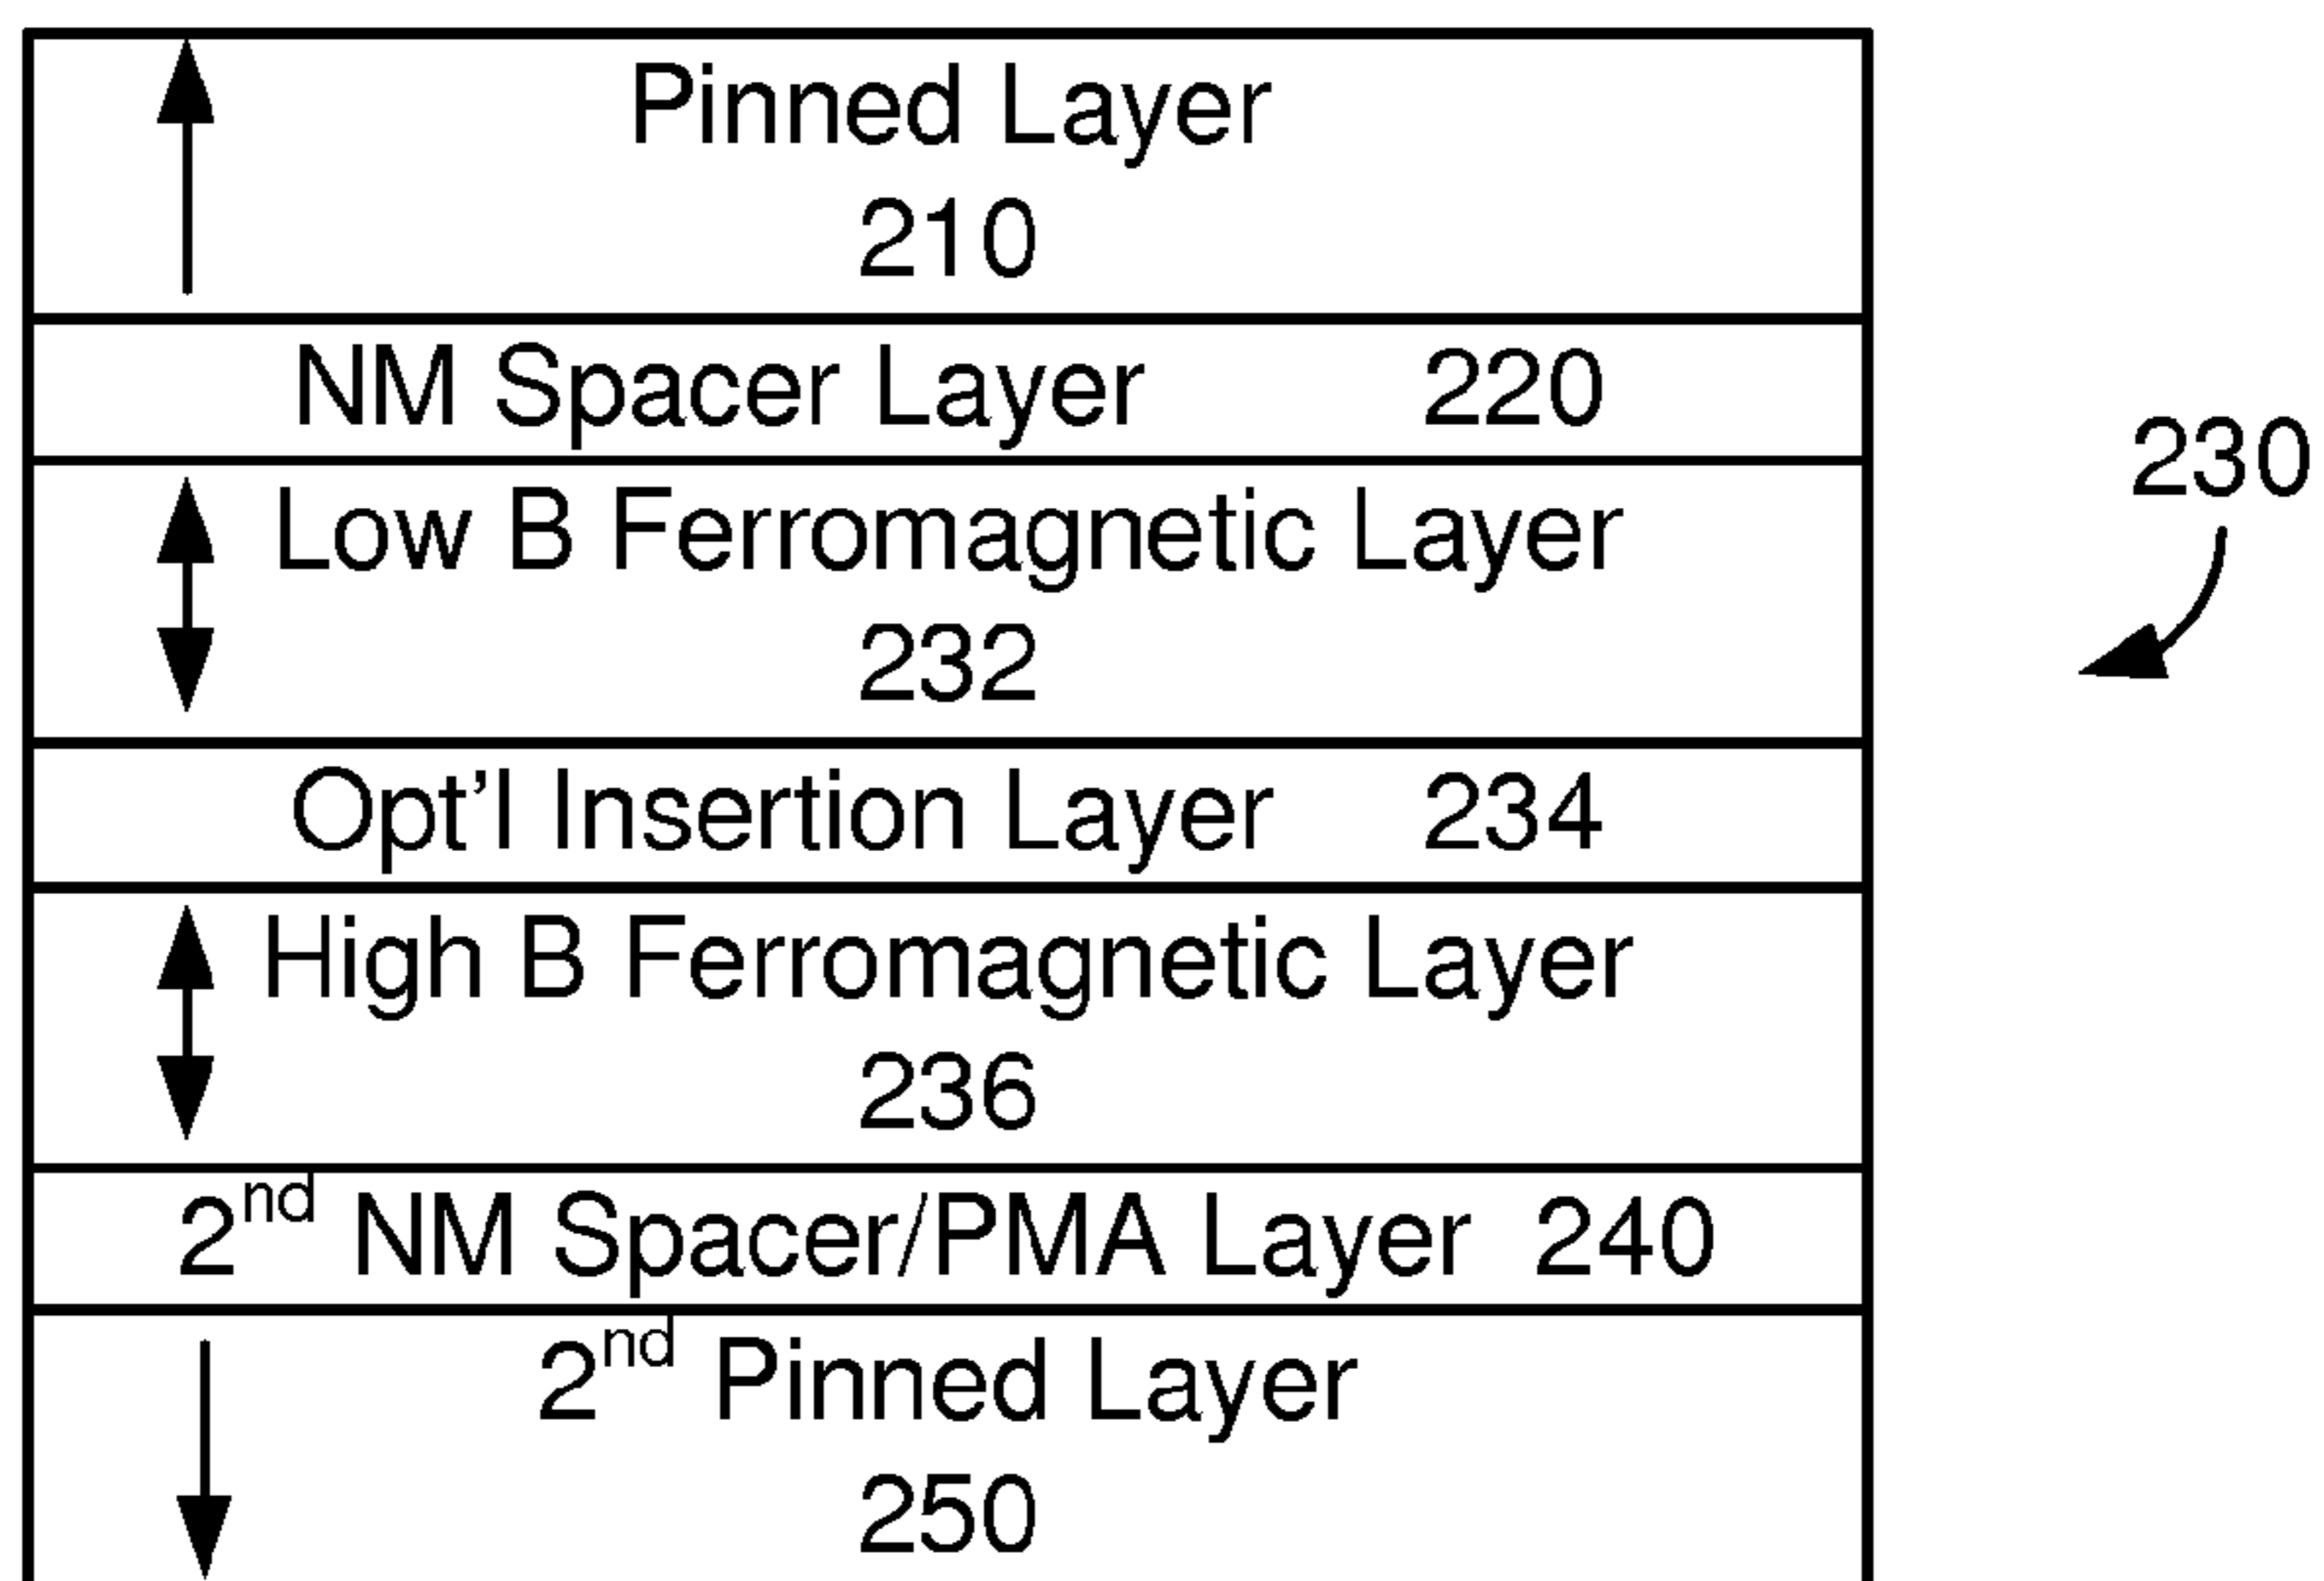 Pinned Layer
210
NM Spacer Layer 220
230
Low B Ferromagnetic Layer
232
Opt'l Insertion Layer 234
High B Ferromagnetic Layer
236
2nd NM Spacer/PMA Layer 240
2nd Pinned Layer
250